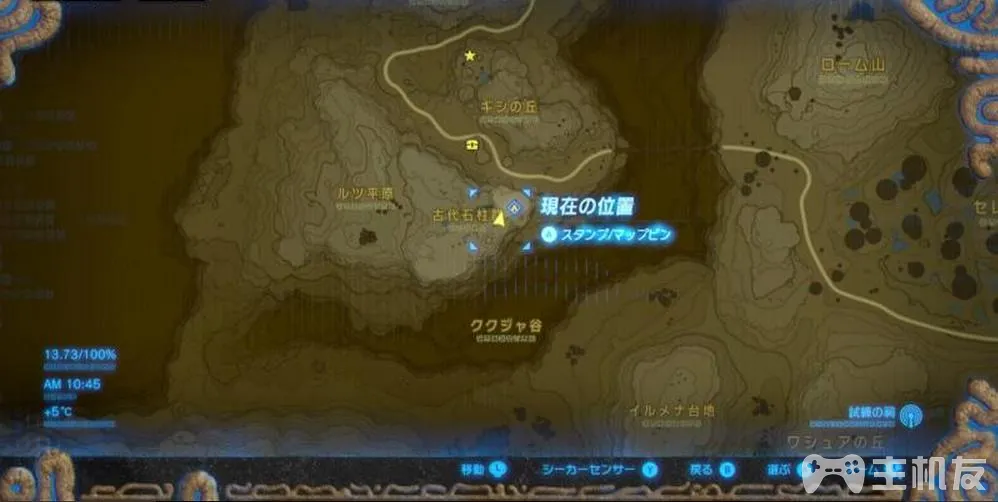 ローム山
ギシの丘
ルツ平原
古代石柱
現在の位置
A スタンプ/マップピン
セレ
ククジャ谷
13.73/100%
AM 10:45
+5℃
イルメナ台地
試練の祠
ワシュアの丘
移動 L シーカーセンサー Y 戻る B 選ぶ
主机友